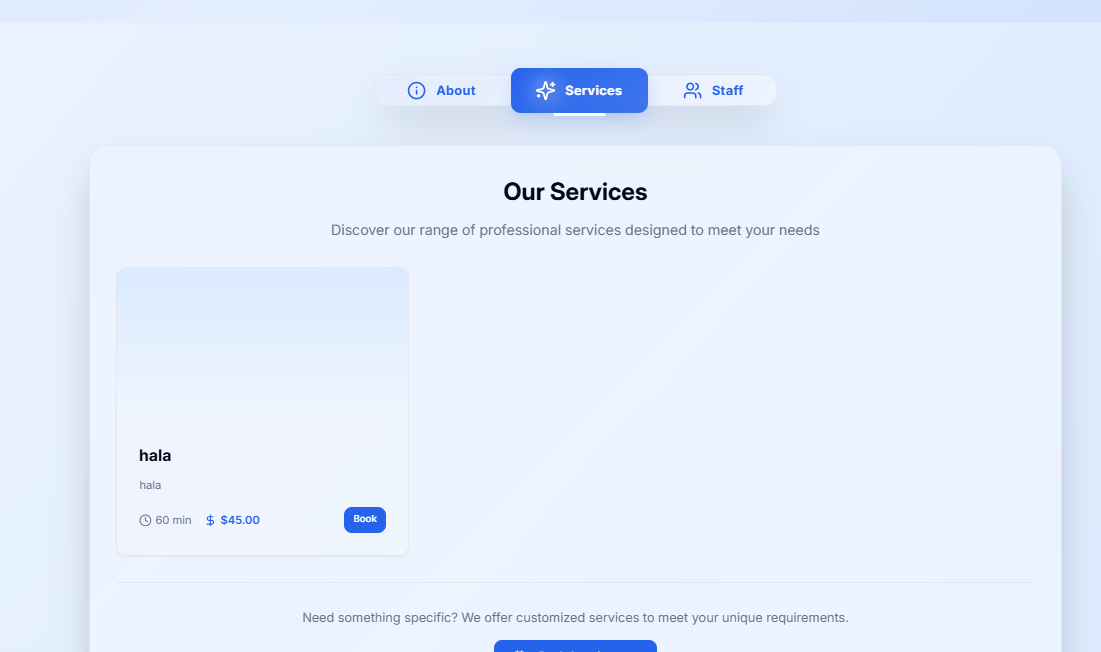 About
Services
Staff
Our Services
Discover our range of professional services designed to meet your needs
hala
hala
60 min
$45.00
Book
Need something specific? We offer customized services to meet your unique requirements.